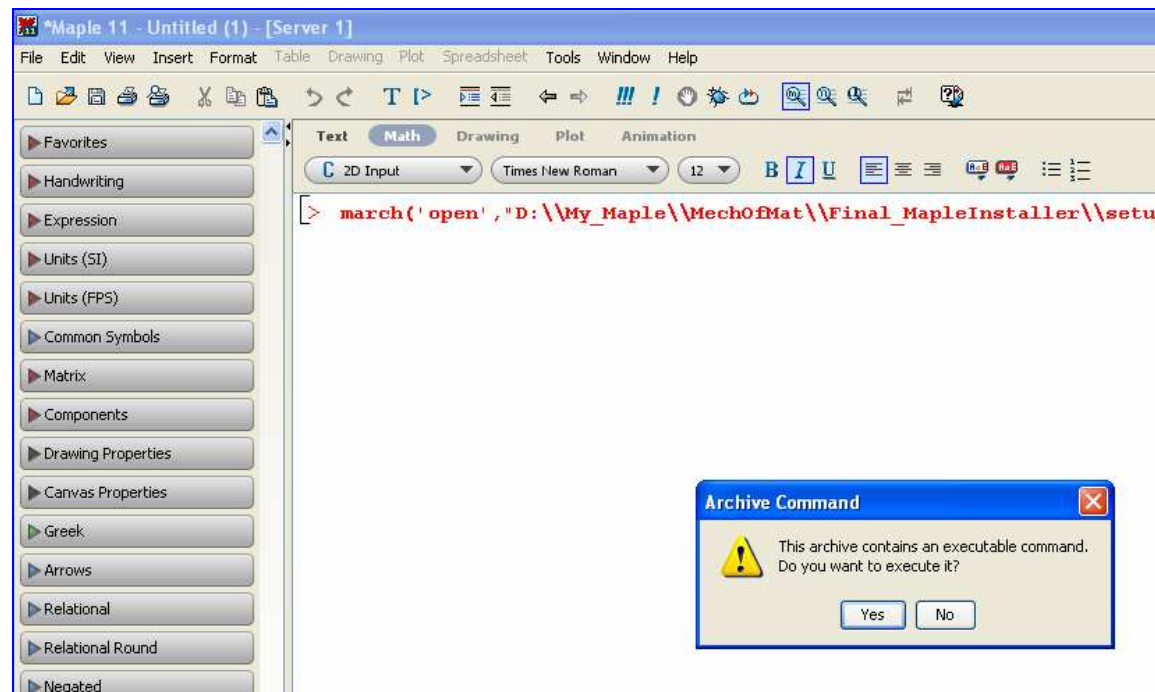 *Maple 11 - Untitled (1) - [Server 1]
File Edit View Insert Format Table Drawing Plot Spreadsheet Tools Window Help
Text Math Drawing Plot Animation
C 2D Input Times New Roman 12 B I U
Favorites
Handwriting
Expression
Units (SI)
Units (FPS)
Common Symbols
Matrix
Components
Drawing Properties
Canvas Properties
Greek
Arrows
Relational
Relational Round
Negated
> march('open',"D:\\My_Maple\\MechOfMat\\Final_MapleInstaller\\setu
Archive Command
This archive contains an executable command.
Do you want to execute it?
Yes No